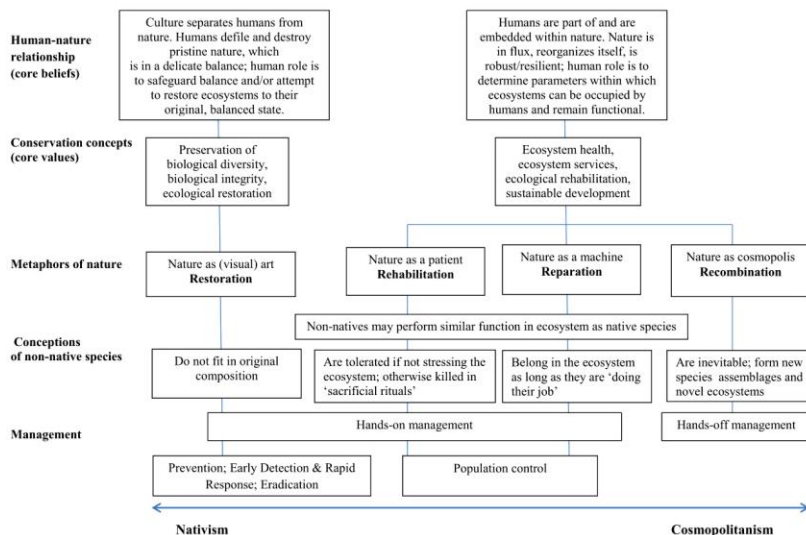 Human-nature
relationship
(core beliefs)
Culture separates humans from
nature. Humans defile and destroy
pristine nature, which
is in a delicate balance; human role is
to safeguard balance and/or attempt
to restore ecosystems to their
original, balanced state.
Humans are part of and are
embedded within nature. Nature is
in flux, reorganizes itself, is
robust/resilient; human role is to
determine parameters within which
ecosystems can be occupied by
humans and remain functional.
Conservation concepts
(core values)
Preservation of
biological diversity,
biological integrity,
ecological restoration
Ecosystem health,
ecosystem services,
ecological rehabilitation,
sustainable development
Metaphors of nature
Nature as (visual) art
Restoration
Nature as a patient
Rehabilitation
Nature as a machine
Reparation
Nature as cosmopolis
Recombination
Non-natives may perform similar function in ecosystem as native species
Conceptions
of non-native species
Do not fit in original
composition
Are tolerated if not stressing the
ecosystem; otherwise killed in
‘sacrificial rituals’
Belong in the ecosystem
as long as they are ‘doing
their job’
Are inevitable; form new
species assemblages and
novel ecosystems
Management
Hands-on management
Hands-off management
Prevention; Early Detection & Rapid
Response; Eradication
Population control
Nativism
Cosmopolitanism